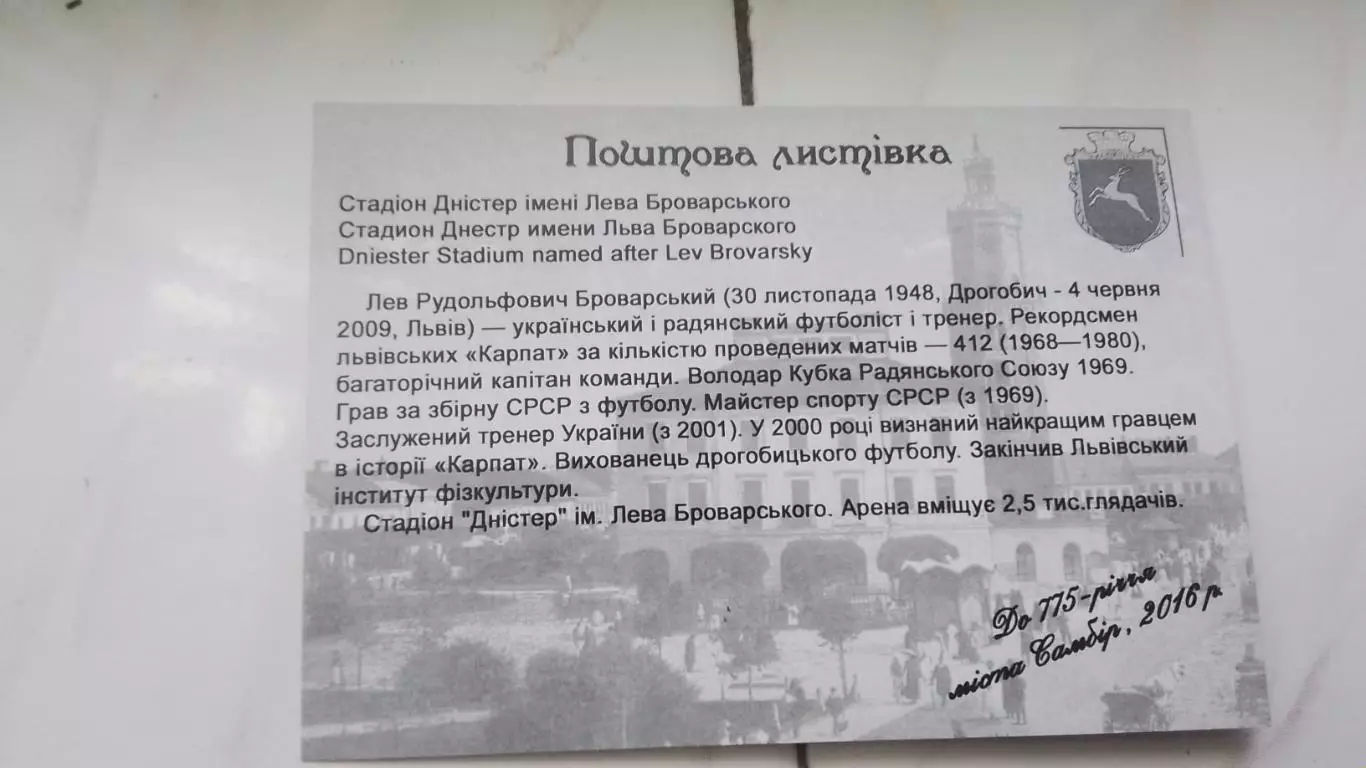 Поштова листівка
Стадіон Дністер імені Лева Броварського
Стадион Днестр имени Льва Броварского
Dniester Stadium named after Lev Brovarsky
Лев Рудольфович Броварський (30 листопада 1948, Дрогобич - 4 червня
2009, Львів) — український і радянський футболіст і тренер. Рекордсмен
львівських «Карпат» за кількістю проведених матчів — 412 (1968—1980),
багаторічний капітан команди. Володар Кубка Радянського Союзу 1969.
Грав за збірну СРСР з футболу. Майстер спорту СРСР (з 1969).
Заслужений тренер України (з 2001). У 2000 році визнаний найкращим гравцем
в історії «Карпат». Вихованець дрогобицького футболу. Закінчив Львівський
інститут фізкультури.
Стадіон "Дністер" ім. Лева Броварського. Арена вміщує 2,5 тис.глядачів.
До 775-річчя
міста Самбір, 2016 р.